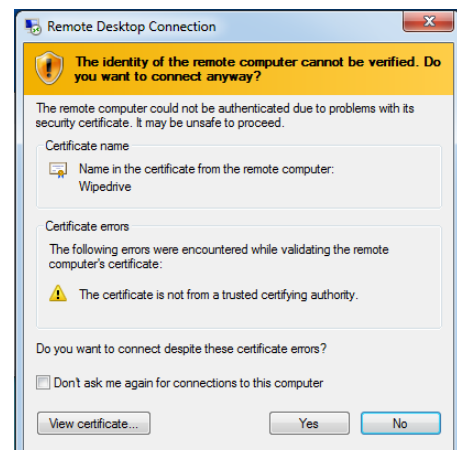 Remote Desktop Connection
The identity of the remote computer cannot be verified. Do
you want to connect anyway?
The remote computer could not be authenticated due to problems with its
security certificate. It may be unsafe to proceed.
Certificate name
Name in the certificate from the remote computer:
Wipedrive
Certificate errors
The following errors were encountered while validating the remote
computer's certificate:
The certificate is not from a trusted certifying authority.
Do you want to connect despite these certificate errors?
Don't ask me again for connections to this computer
View certificate... Yes No